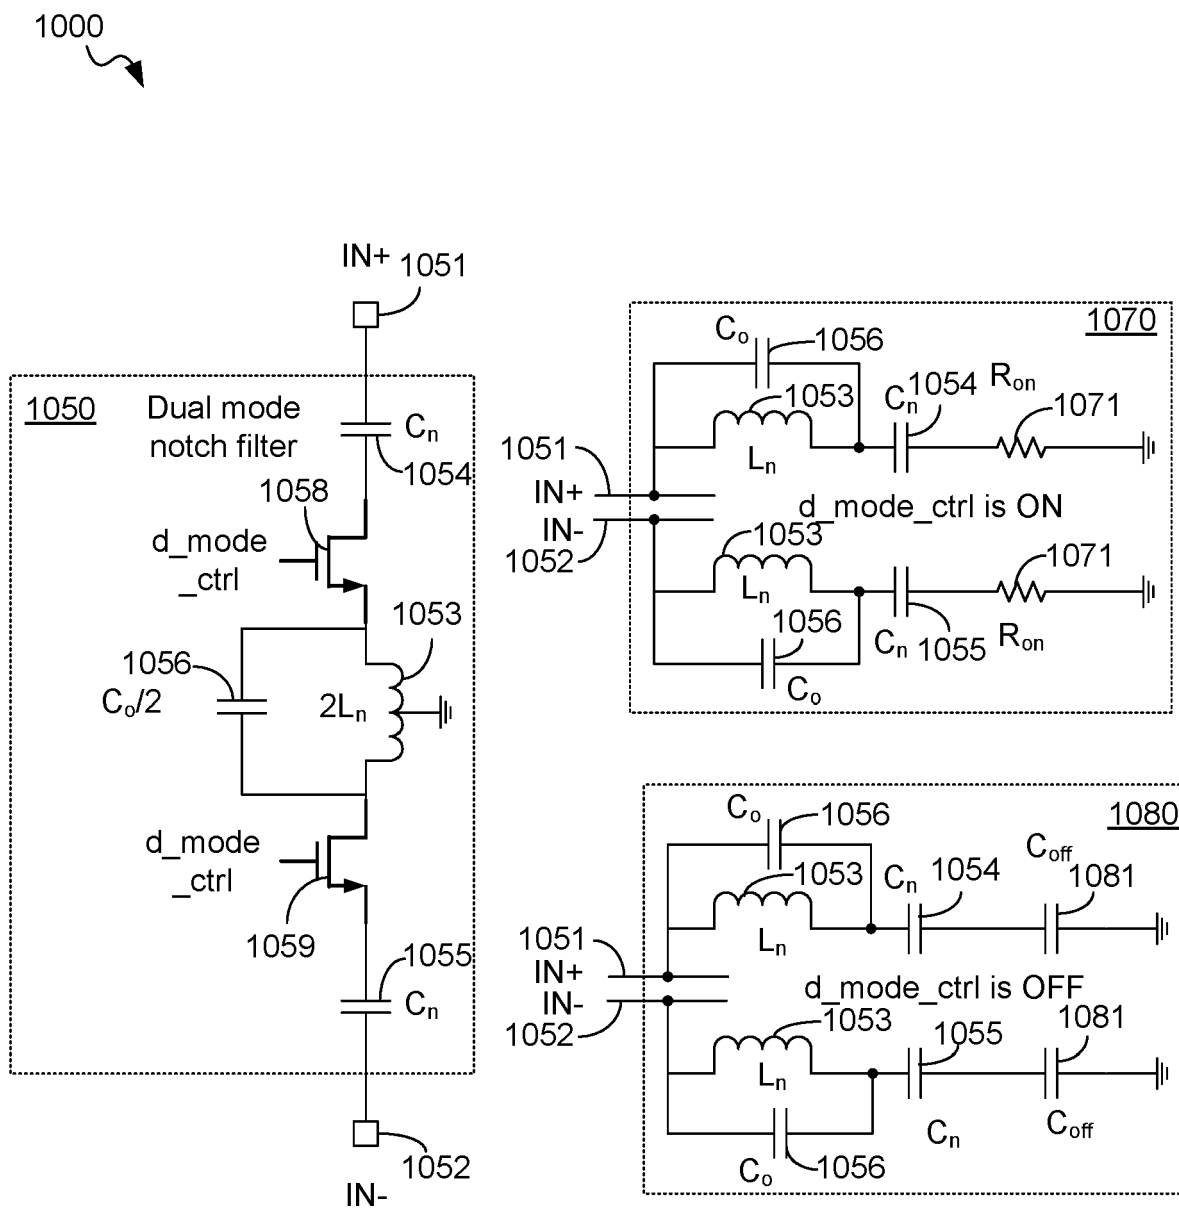 1000
IN+
1051
1050
Dual mode
notch filter
Cn
1054
1058
d_mode
_ctrl
1053
1056
Co/2
2Ln
d_mode
_ctrl
1059
1055
Cn
1052
IN-
1070
Co
1056
1053
Ln
Cn
1054
Ron
1071
1051
IN+
d_mode_ctrl is ON
IN-
1052
1053
Ln
1056
Co
Cn
1055
1071
Ron
1080
Co
1056
1053
Ln
Cn
1054
Coff
1081
1051
IN+
d_mode_ctrl is OFF
IN-
1052
1053
Ln
1055
1081
Cn
Coff
Co
1056